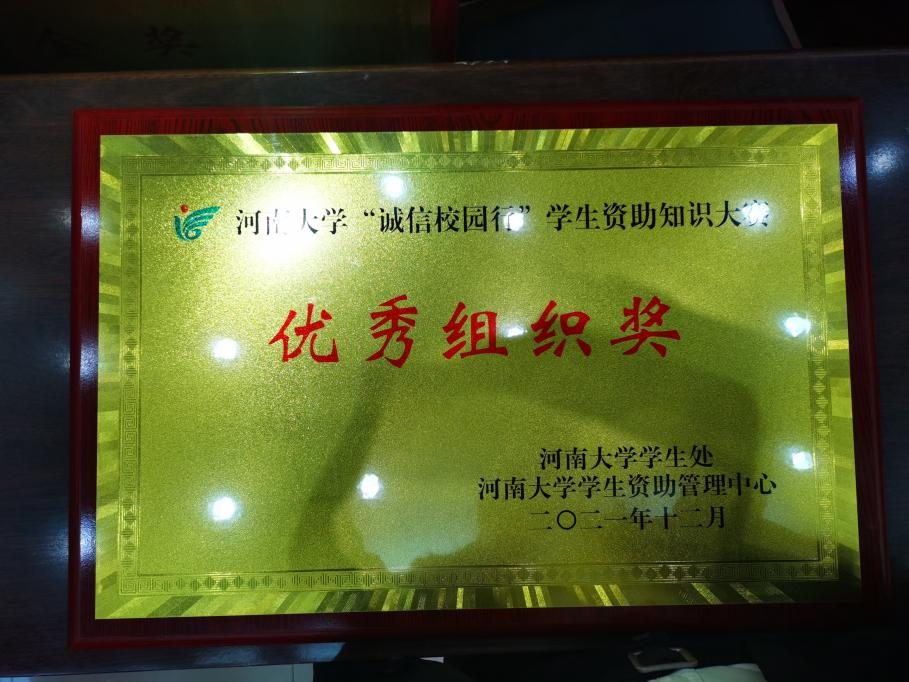 金奖
河南大学“诚信校园行”学生资助知识大赛
优秀组织奖
河南大学学生处
河南大学学生资助管理中心
二〇二一年十二月